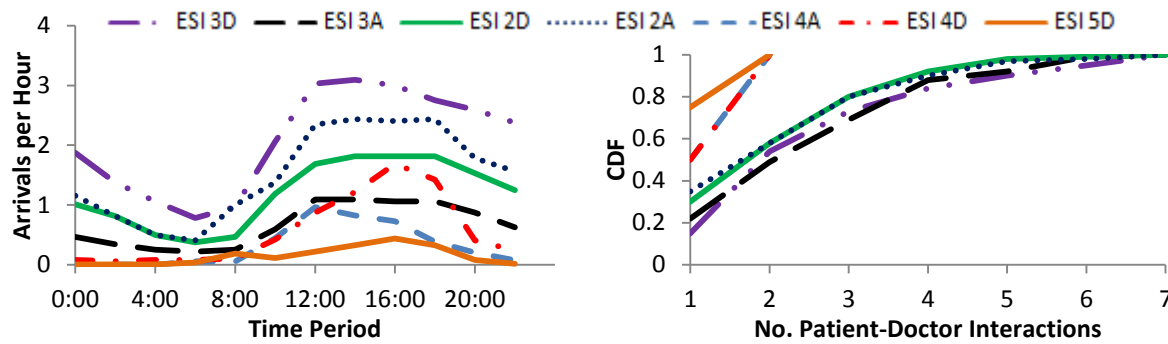 ESI 3D ESI 3A ESI 2D ESI 2A ESI 4A ESI 4D ESI 5D
Arrivals per Hour
4
3
2
1
0
0:00 4:00 8:00 12:00 16:00 20:00
Time Period
CDF
1
0.8
0.6
0.4
0.2
0
1 2 3 4 5 6 7
No. Patient-Doctor Interactions